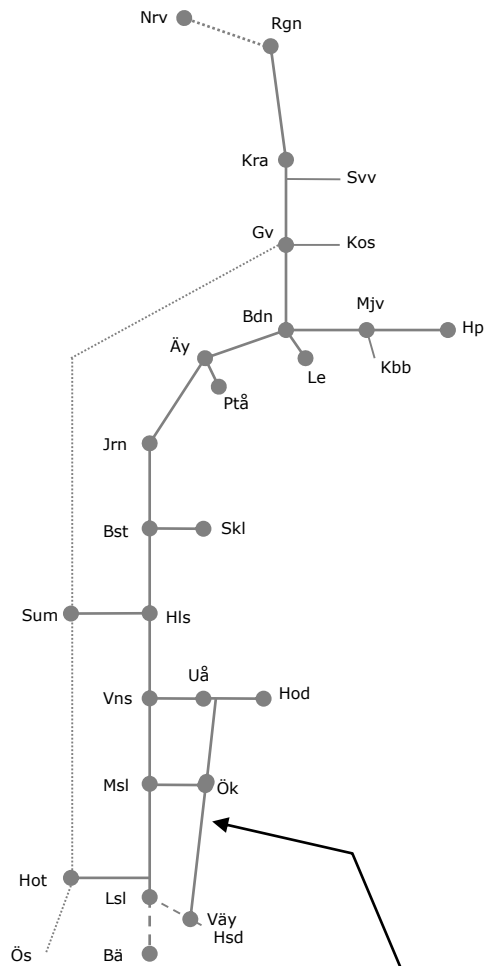 Nrv
Rgn
Kra
Svv
Gv
Kos
Bdn
Mjv
Hp
Äy
Kbb
Le
Ptå
Jrn
Bst
Skl
Sum
Hls
Uå
Vns
Hod
Msl
Ök
Hot
Lsl
Väy
Hsd
Ös
Bä